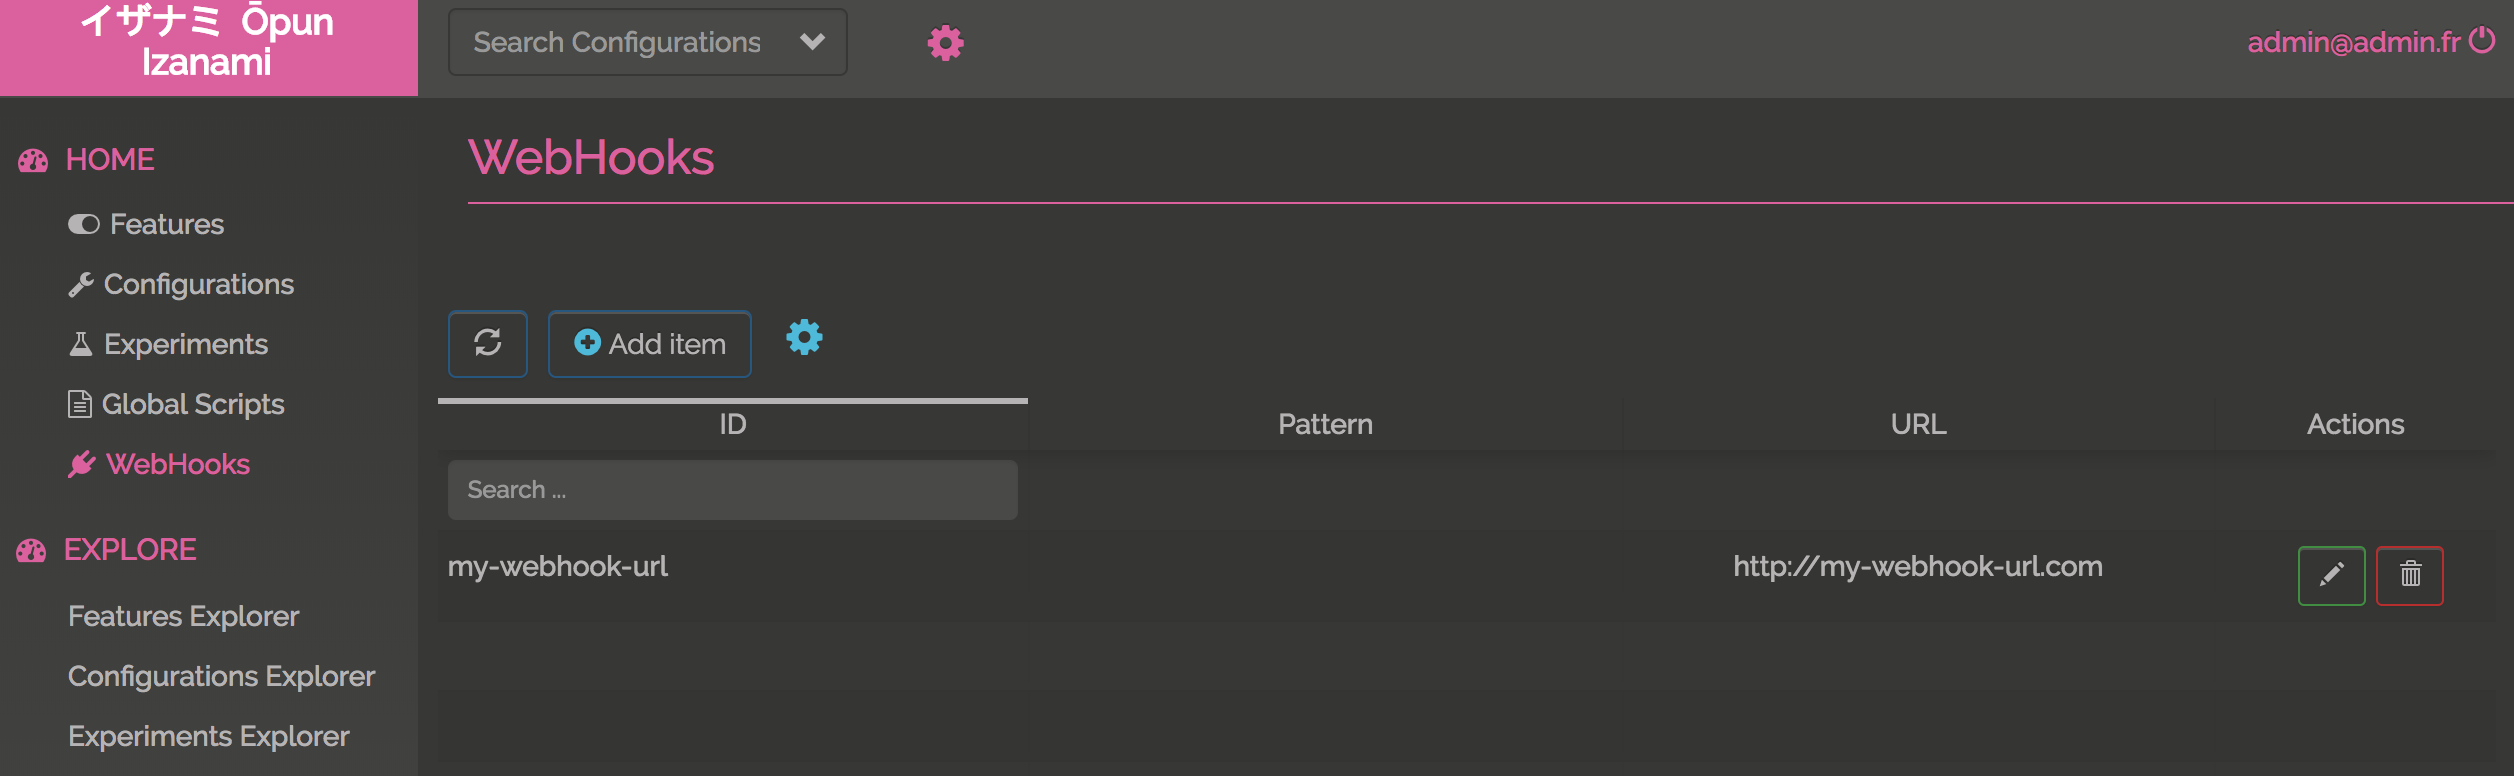 イザナミ Ōpun
Izanami
Search Configurations
admin@admin.fr
HOME
Features
Configurations
Experiments
Global Scripts
WebHooks
EXPLORE
Features Explorer
Configurations Explorer
Experiments Explorer
WebHooks
Add item
ID Pattern URL Actions
Search ...
my-webhook-url http://my-webhook-url.com